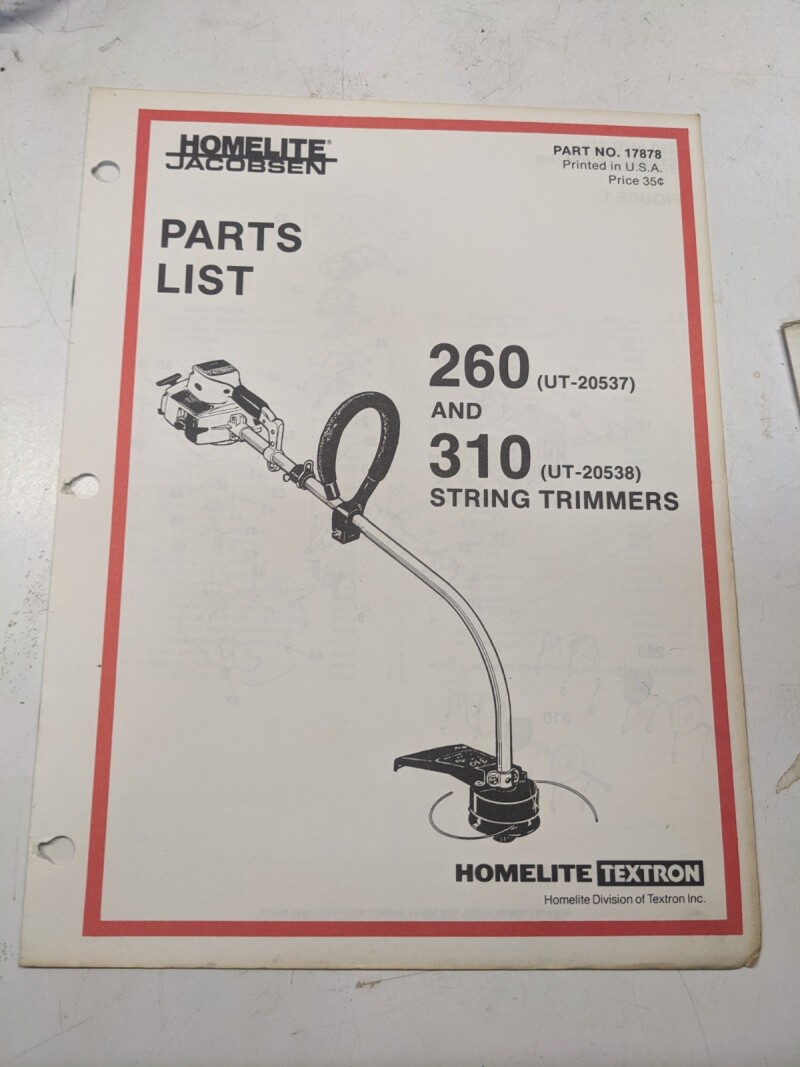 HOMELITE®
JACOBSEN
PART NO. 17878
Printed in U.S.A.
Price 35¢
PARTS
LIST
260 (UT-20537)
AND
310 (UT-20538)
STRING TRIMMERS
HOMELITE TEXTRON
Homelite Division of Textron Inc.